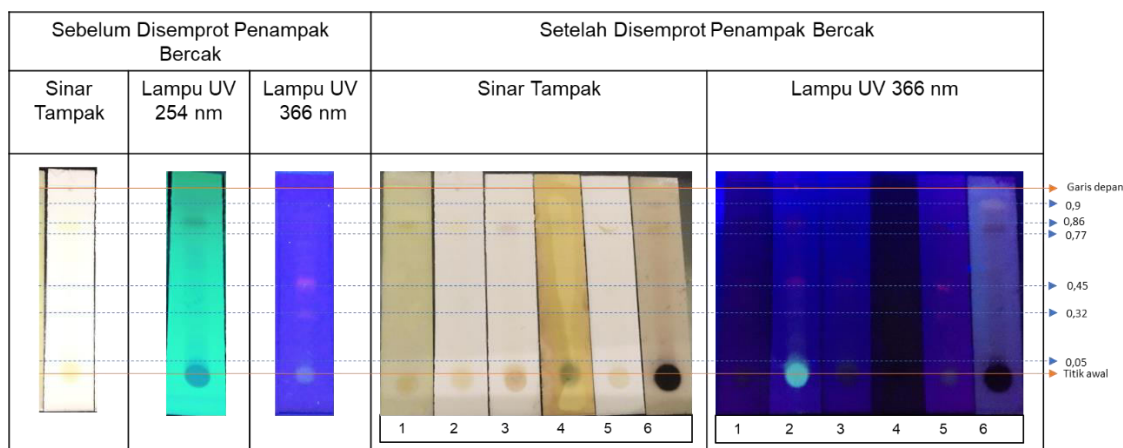 Sebelum Disemprot Penampak
Bercak
Setelah Disemprot Penampak Bercak
Sinar
Tampak
Lampu UV
254 nm
Lampu UV
366 nm
Sinar Tampak
Lampu UV 366 nm
Garis depan
0,9
0,86
0,77
0,45
0,32
0,05
Titik awal
1 2 3 4 5 6
1 2 3 4 5 6